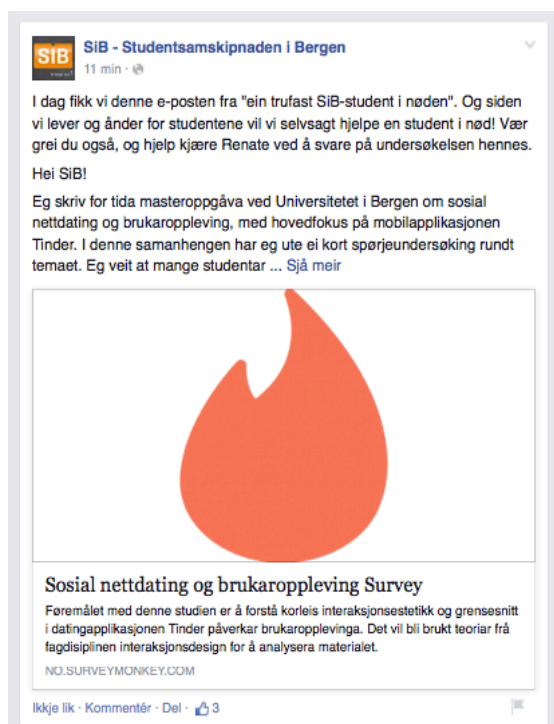 SiB
SiB - Studentsamskipnaden i Bergen
11 min ·
I dag fikk vi denne e-posten fra "ein trufast SiB-student i nøden". Og siden
vi lever og ånder for studentene vil vi selvsagt hjelpe en student i nød! Vær
grei du også, og hjelp kjære Renate ved å svare på undersøkelsen hennes.
Hei SiB!
Eg skriv for tida masteroppgåva ved Universitetet i Bergen om sosial
nettdating og brukaroppleving, med hovedfokus på mobilapplikasjonen
Tinder. I denne samanhengen har eg ute ei kort spørjeundersøking rundt
temaet. Eg veit at mange studentar ... Sjå meir
Sosial nettdating og brukaroppleving Survey
Føremålet med denne studien er å forstå korleis interaksjonsestetikk og grensesnitt
i datingapplikasjonen Tinder påverkar brukaropplevinga. Det vil bli brukt teoriar frå
fagdisiplinen interaksjonsdesign for å analysera materialet.
NO.SURVEYMONKEY.COM
Ikkje lik · Kommentér · Del · 3